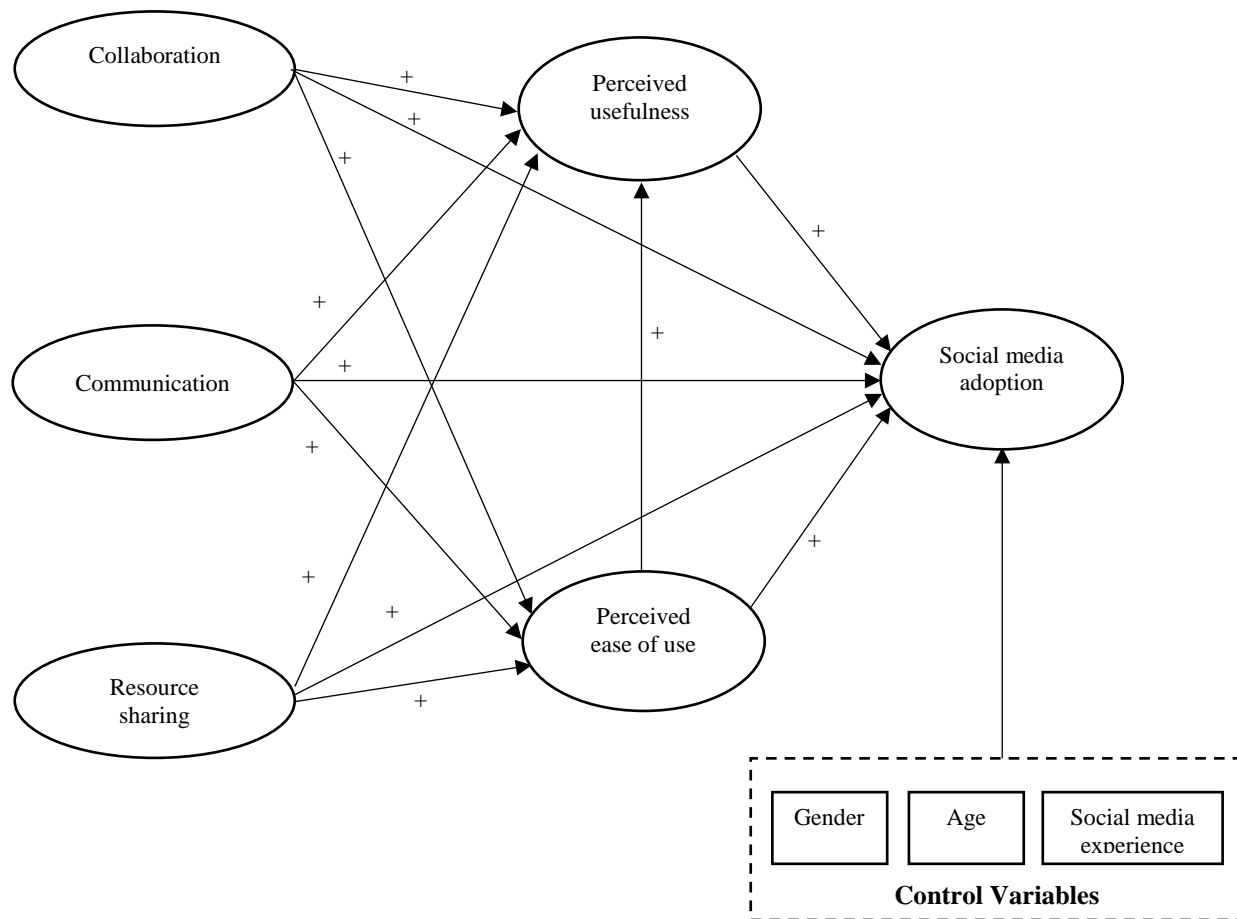 Collaboration
Perceived
usefulness
+
+
+
+
+
+
+
Communication
Social media
adoption
+
+
+
+
Perceived
ease of use
Resource
sharing
+
Gender
Age
Social media
experience
Control Variables